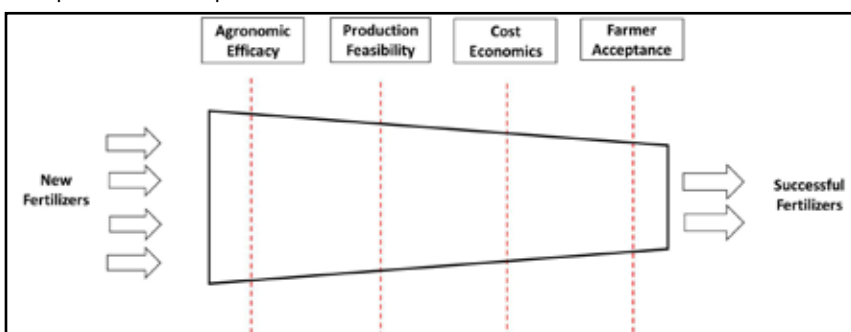 Agronomic
Efficacy
Production
Feasibility
Cost
Economics
Farmer
Acceptance
New
Fertilizers
Successful
Fertilizers